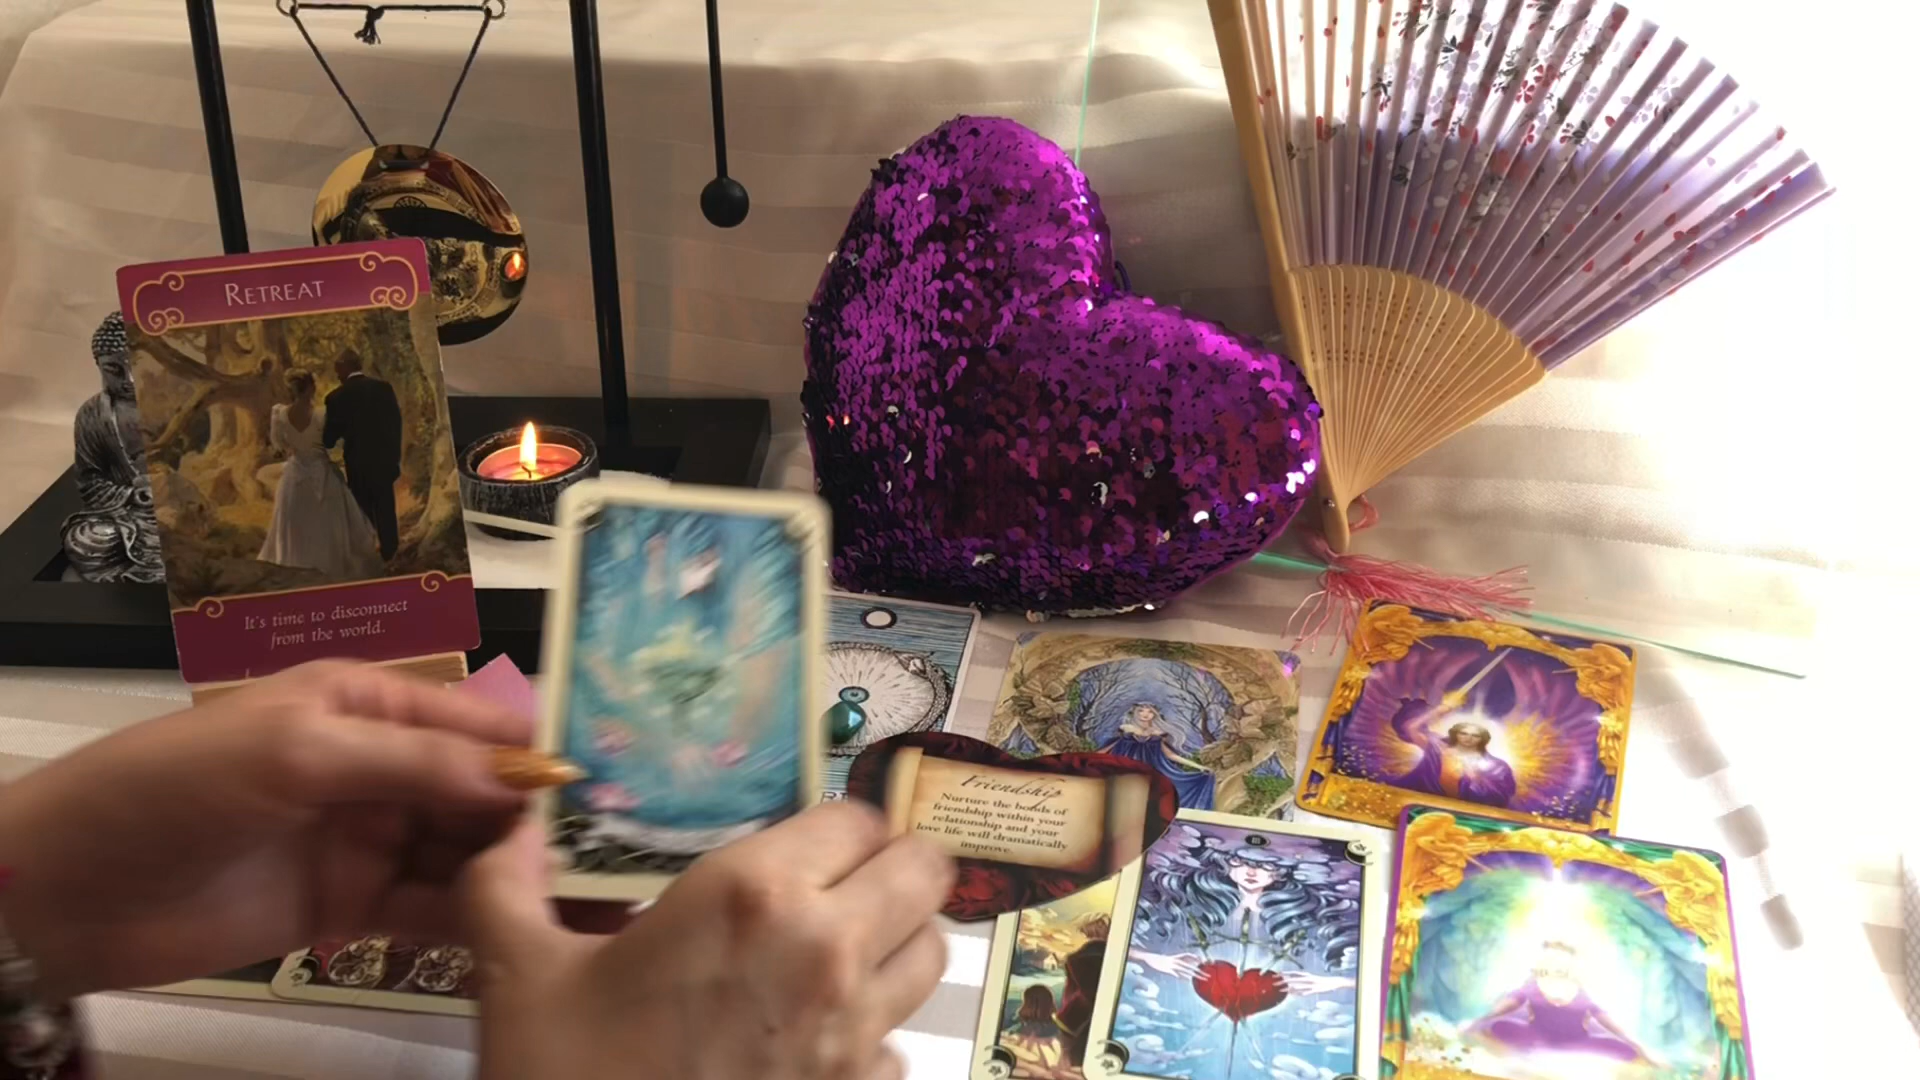 RETREAT
It's time to disconnect
from the world.
Friendship
Nurture the bonds of
friendship within your
relationship and your
love life will dramatically
improve.